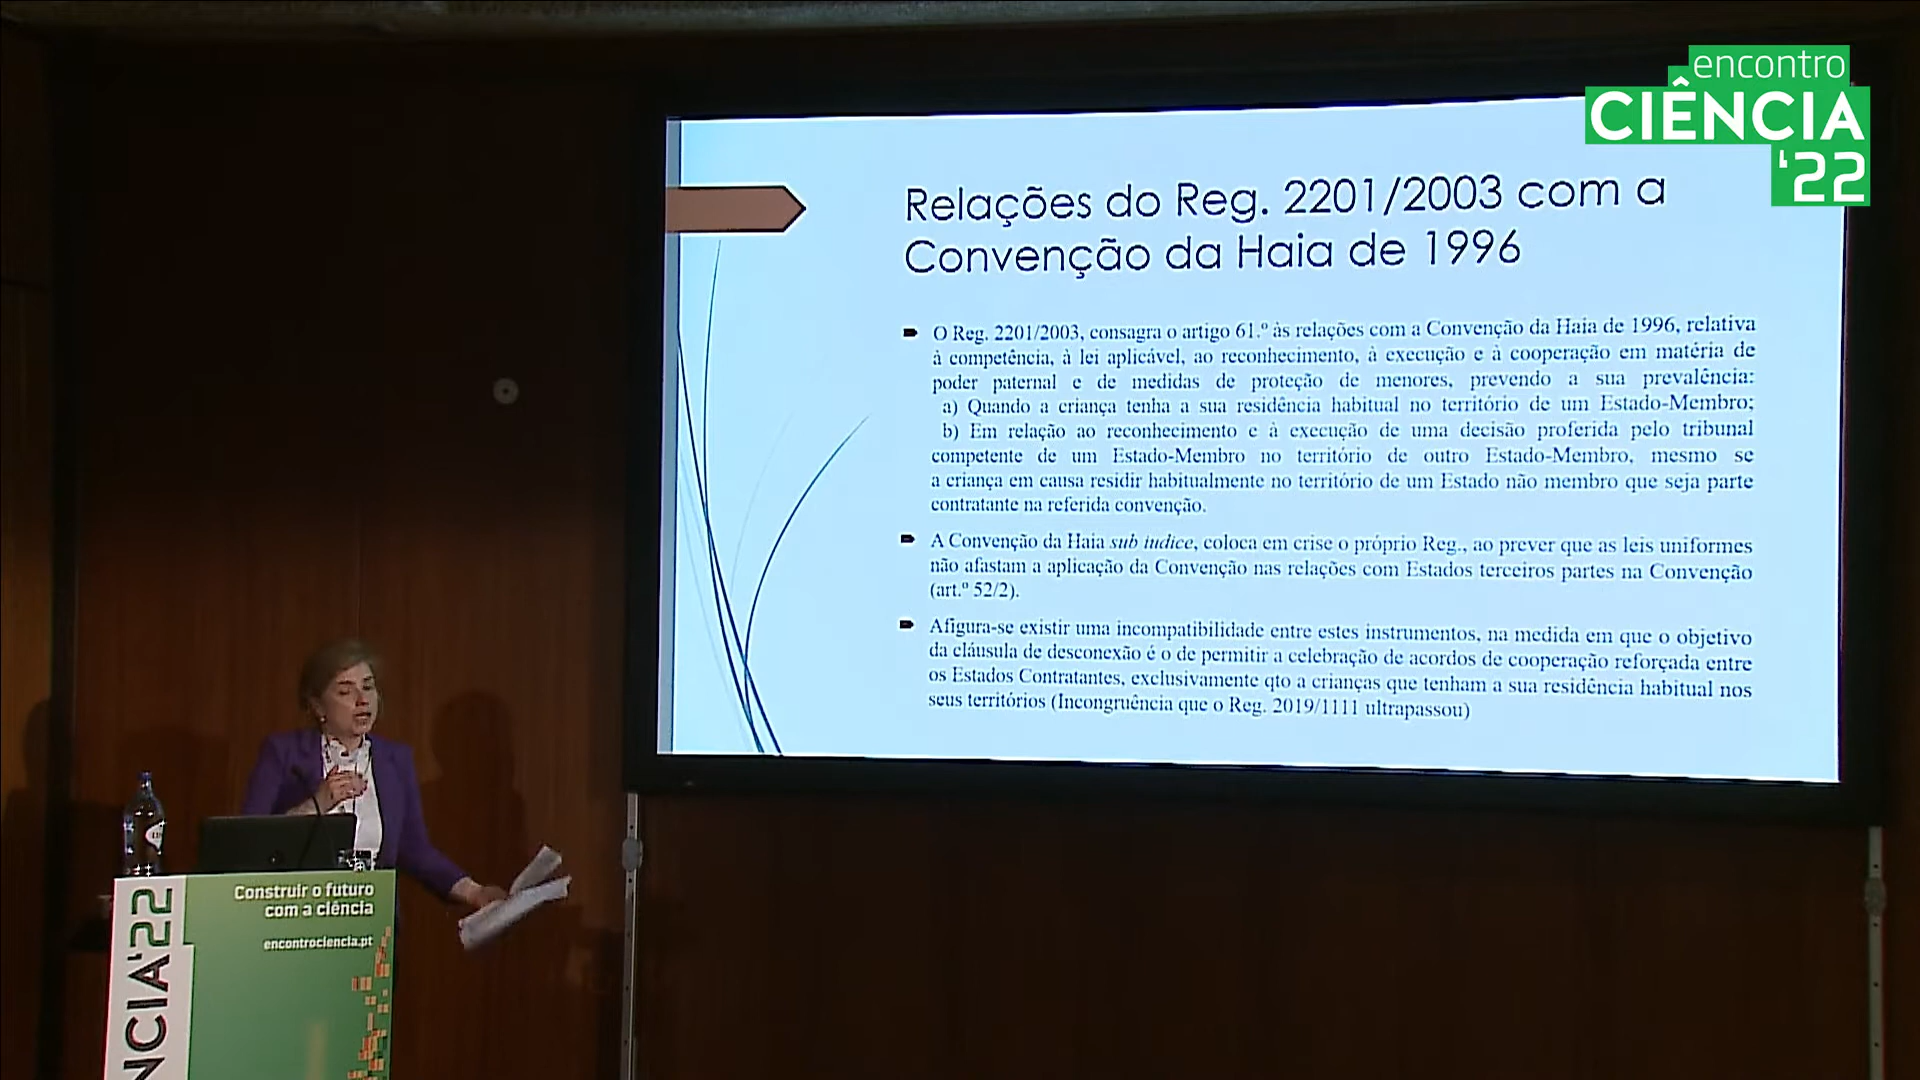 encontro
CIÊNCIA
'22
Relações do Reg. 2201/2003 com a
Convenção da Haia de 1996
O Reg. 2201/2003, consagra o artigo 61.º às relações com a Convenção da Haia de 1996, relativa
à competência, à lei aplicável, ao reconhecimento, à execução e à cooperação em matéria de
poder paternal e de medidas de proteção de menores, prevendo a sua prevalência:
a) Quando a criança tenha a sua residência habitual no território de um Estado-Membro;
b) Em relação ao reconhecimento e à execução de uma decisão proferida pelo tribunal
competente de um Estado-Membro no território de outro Estado-Membro, mesmo se
a criança em causa residir habitualmente no território de um Estado não membro que seja parte
contratante na referida convenção.
A Convenção da Haia sub iudice, coloca em crise o próprio Reg., ao prever que as leis uniformes
não afastam a aplicação da Convenção nas relações com Estados terceiros partes na Convenção
(art.º 52/2).
Afigura-se existir uma incompatibilidade entre estes instrumentos, na medida em que o objetivo
da cláusula de desconexão é o de permitir a celebração de acordos de cooperação reforçada entre
os Estados Contratantes, exclusivamente qto a crianças que tenham a sua residência habitual nos
seus territórios (Incongruência que o Reg. 2019/1111 ultrapassou)
Construir o futuro
com a ciência
encontrociencia.pt
NCIA'22